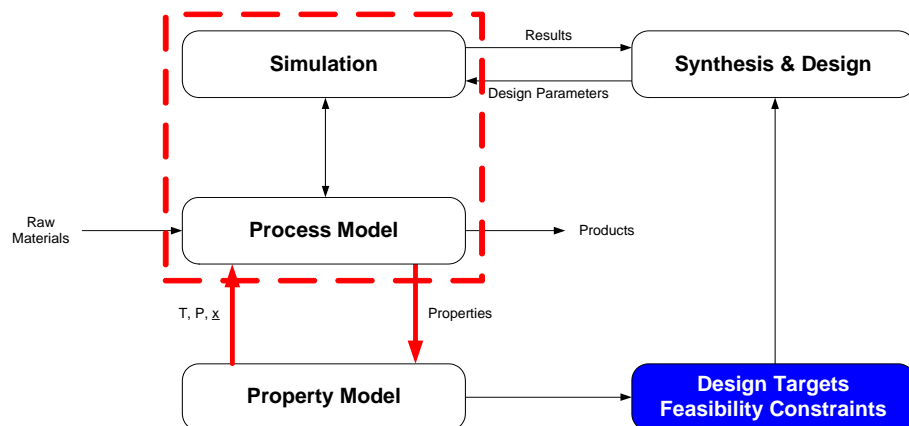 Simulation
Results
Synthesis & Design
Design Parameters
Raw
Materials
Process Model
Products
T, P, x
Properties
Property Model
Design Targets
Feasibility Constraints